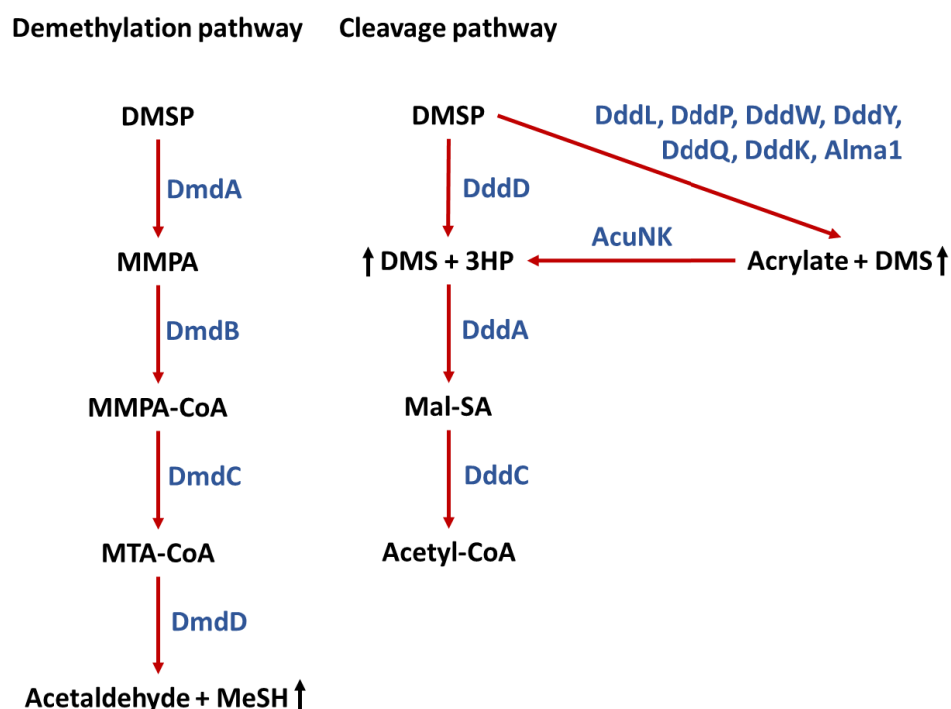 Demethylation pathway
Cleavage pathway
DMSP
DMSP
DddL, DddP, DddW, DddY,
DddQ, DddK, Alma1
DmdA
DddD
AcuNK
MMPA
DMS + 3HP
Acrylate + DMS
DmdB
DddA
MMPA-CoA
Mal-SA
DmdC
DddC
MTA-CoA
Acetyl-CoA
DmdD
Acetaldehyde + MeSH